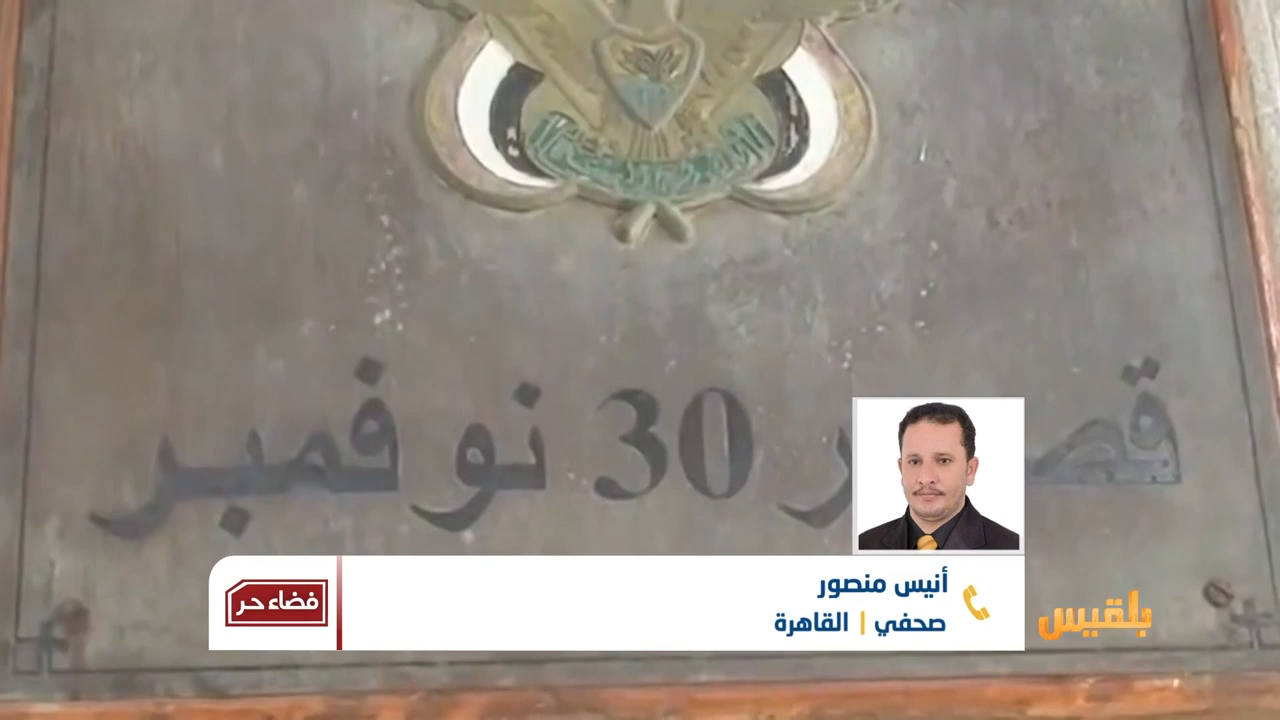 قصر 30 نوفمبر
أنيس منصور
صحفي | القاهرة
فضاء حر
بلقيس